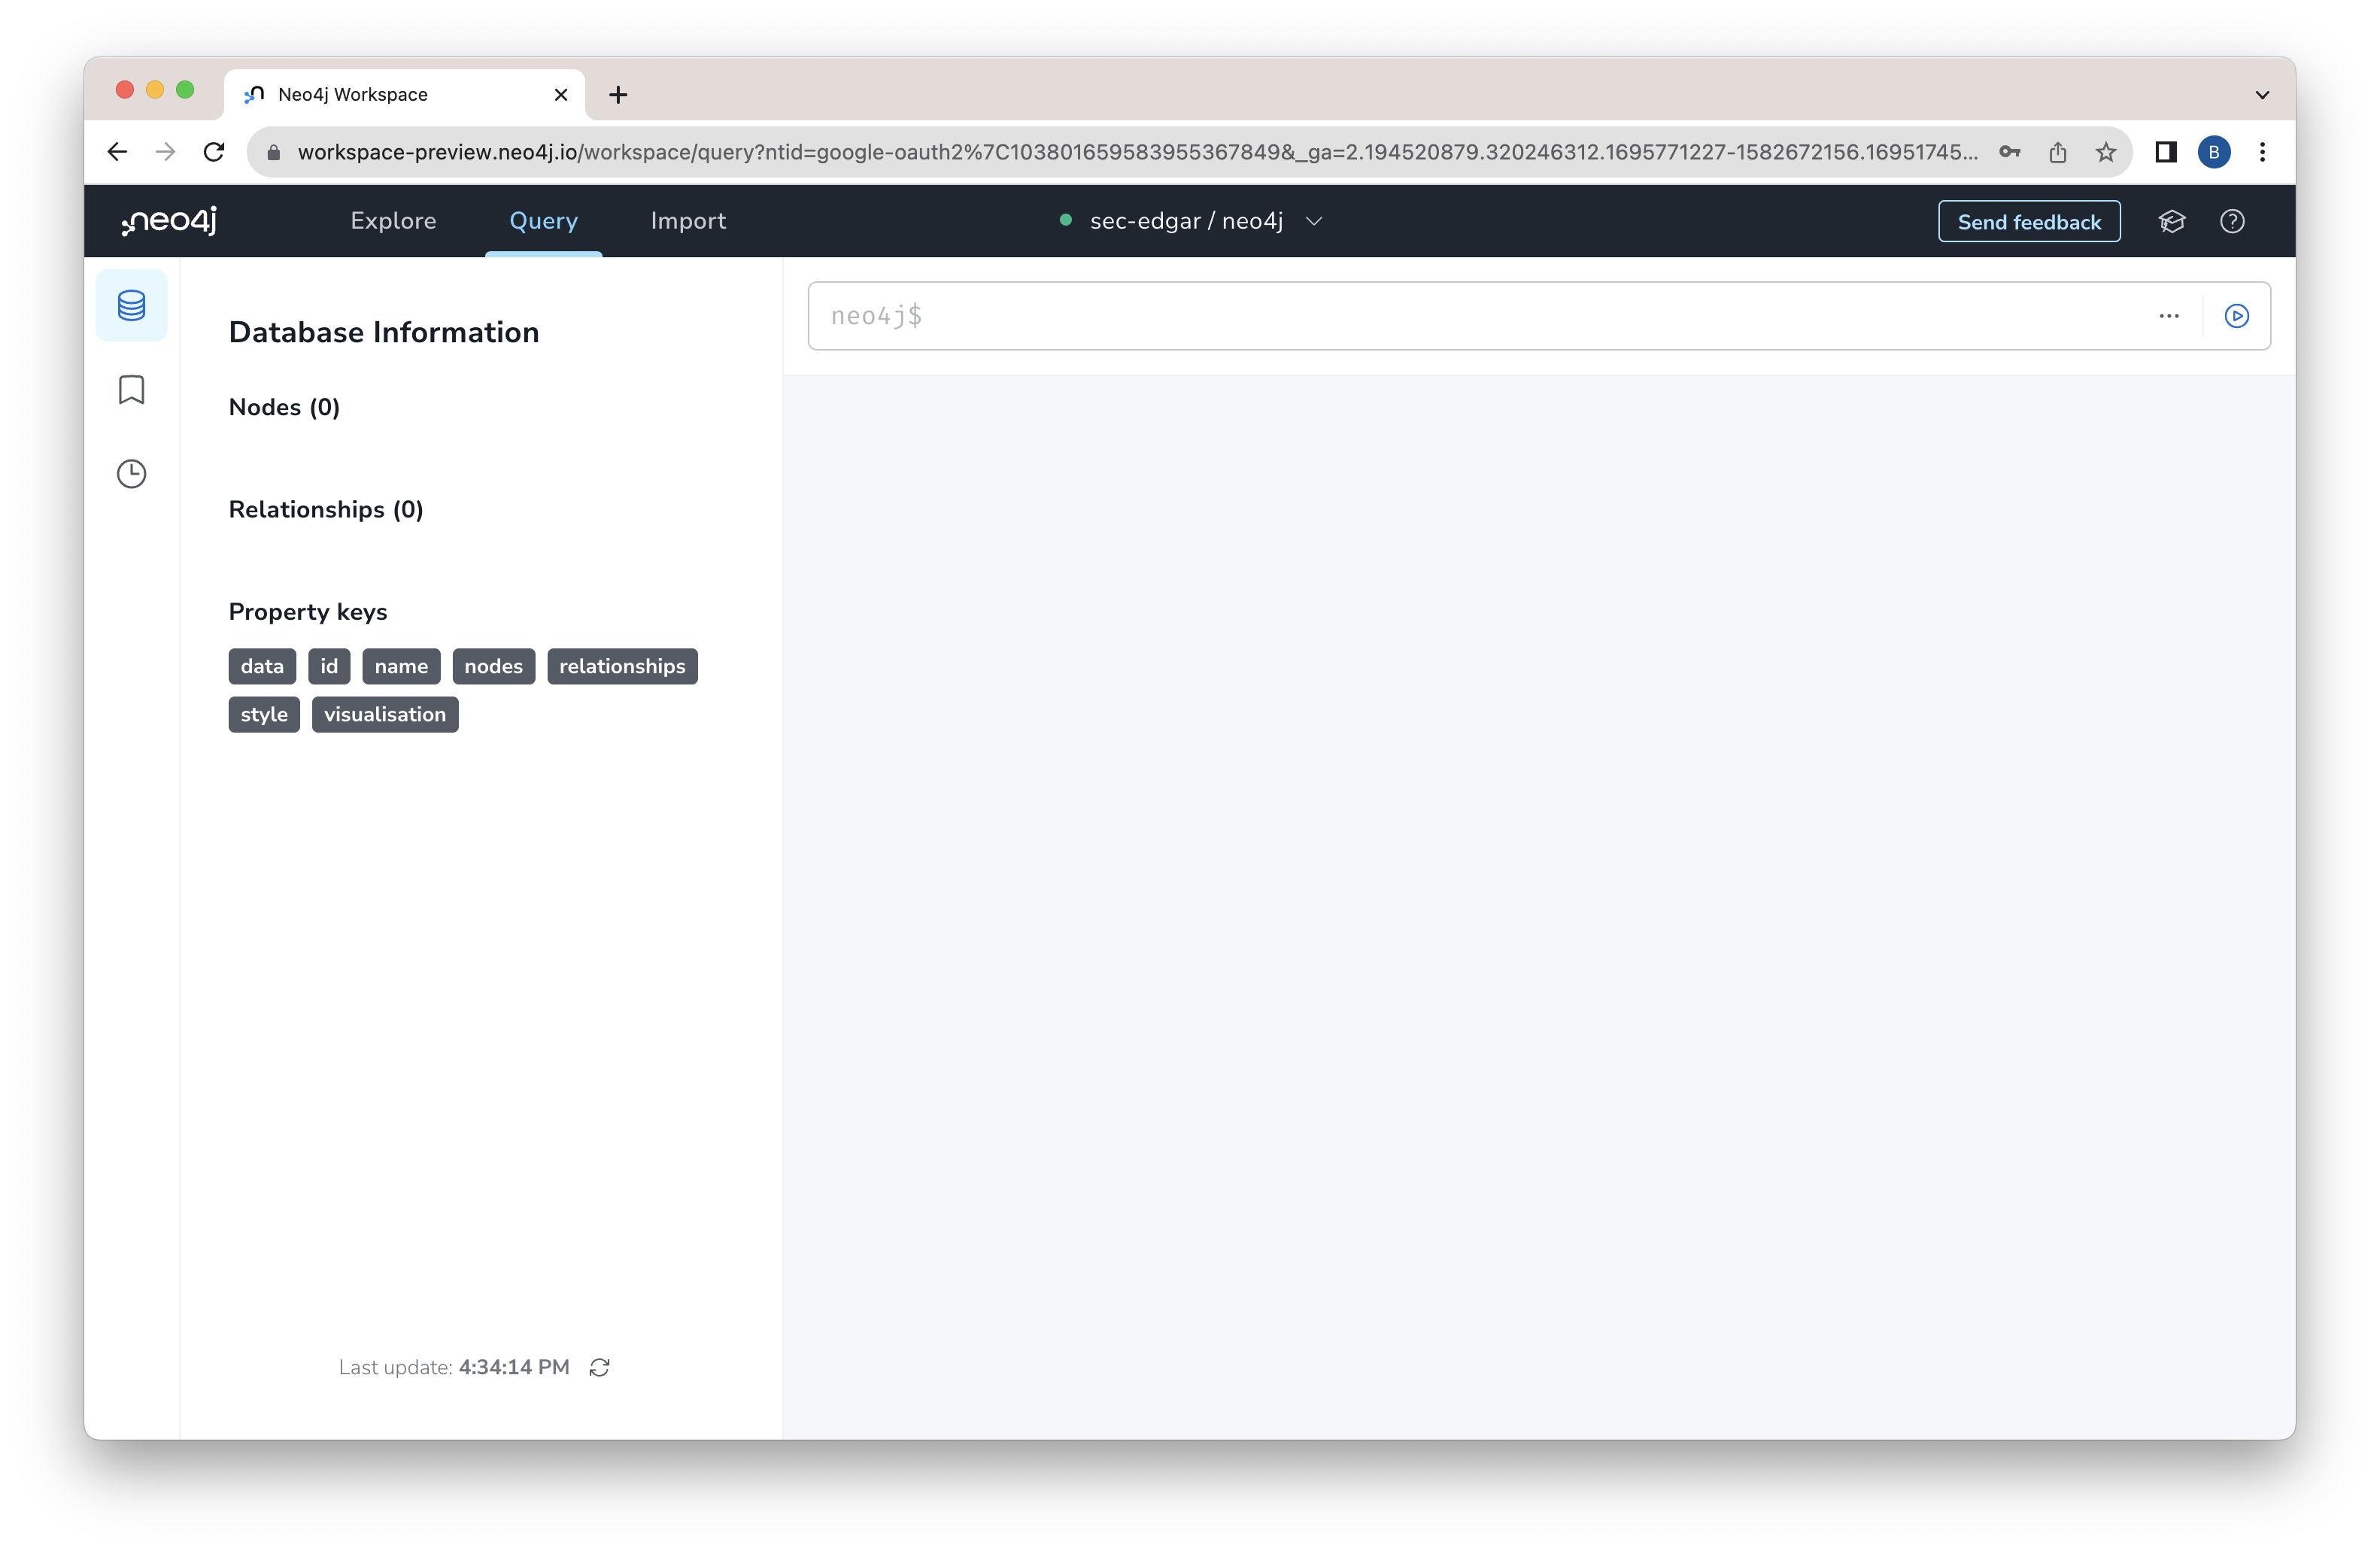 Neo4j Workspace
workspace-preview.neo4j.io/workspace/query?ntid=google-oauth2%7C103801659583955367849&_ga=2.194520879.320246312.1695771227-1582672156.16951745...
B
neo4j
Explore
Query
Import
sec-edgar / neo4j
Send feedback
Database Information
neo4j$
Nodes (0)
Relationships (0)
Property keys
data id name nodes relationships
style visualisation
Last update: 4:34:14 PM